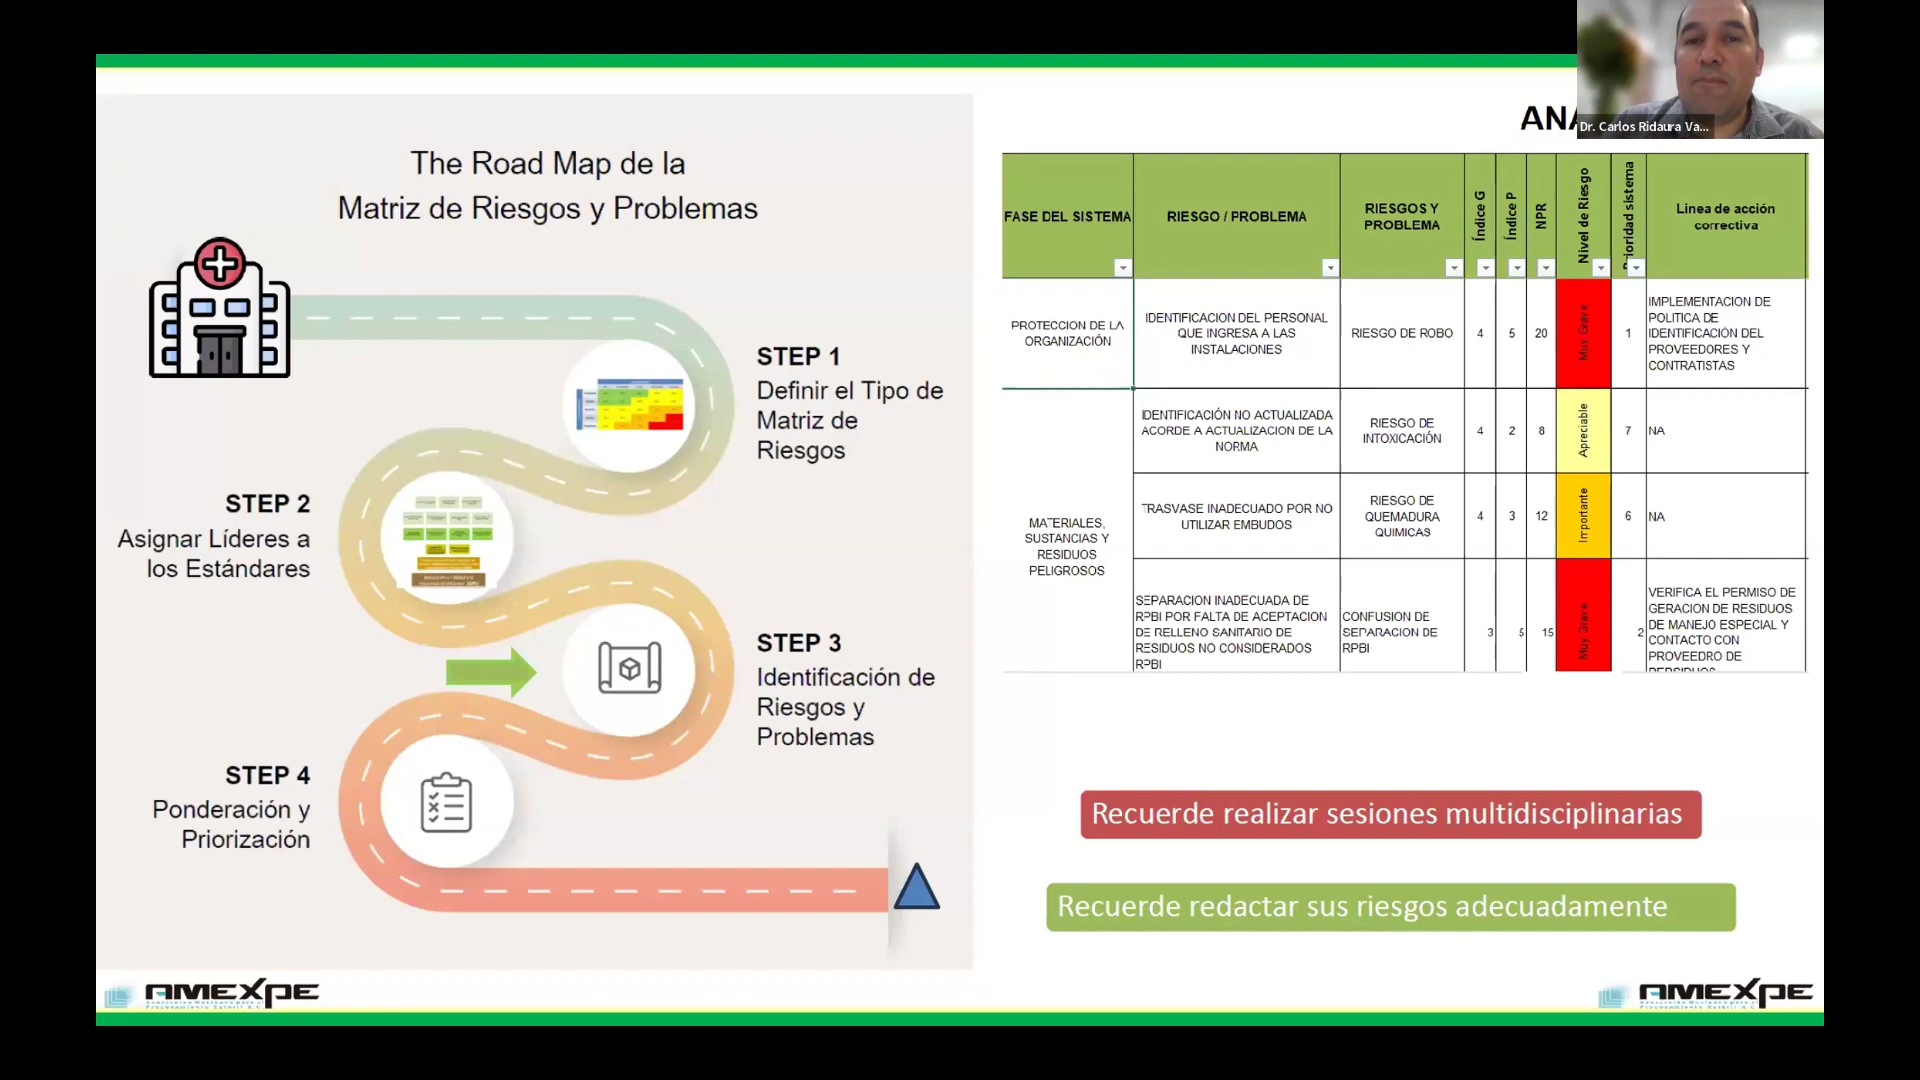 The Road Map de la
Matriz de Riesgos y Problemas
STEP 1
Definir el Tipo de
Matriz de
Riesgos
STEP 2
Asignar Líderes a
los Estándares
STEP 3
Identificación de
Riesgos y
Problemas
STEP 4
Ponderación y
Priorización
AMEXPE
Dr. Carlos Ridaura Va...
FASE DEL SISTEMA
RIESGO / PROBLEMA
RIESGOS Y
PROBLEMA
Índice G
Índice P
NPR
Nivel de Riesgo
Prioridad sistema
Linea de acción
correctiva
PROTECCION DE LA
ORGANIZACIÓN
IDENTIFICACION DEL PERSONAL
QUE INGRESA A LAS
INSTALACIONES
RIESGO DE ROBO
4
5
20
Muy Grave
1
IMPLEMENTACION DE
POLITICA DE
IDENTIFICACIÓN DEL
PROVEEDORES Y
CONTRATISTAS
MATERIALES,
SUSTANCIAS Y
RESIDUOS
PELIGROSOS
IDENTIFICACIÓN NO ACTUALIZADA
ACORDE A ACTUALIZACION DE LA
NORMA
RIESGO DE
INTOXICACIÓN
4
2
8
Apreciable
7
NA
TRASVASE INADECUADO POR NO
UTILIZAR EMBUDOS
RIESGO DE
QUEMADURA
QUIMICAS
4
3
12
Importante
6
NA
SEPARACION INADECUADA DE
RPBI POR FALTA DE ACEPTACION
DE RELLENO SANITARIO DE
RESIDUOS NO CONSIDERADOS
RPBI
CONFUSION DE
SEPARACION DE
RPBI
3
5
15
Muy Grave
2
VERIFICA EL PERMISO DE
GERACION DE RESIDUOS
DE MANEJO ESPECIAL Y
CONTACTO CON
PROVEEDRO DE
Recuerde realizar sesiones multidisciplinarias
Recuerde redactar sus riesgos adecuadamente
AMEXPE